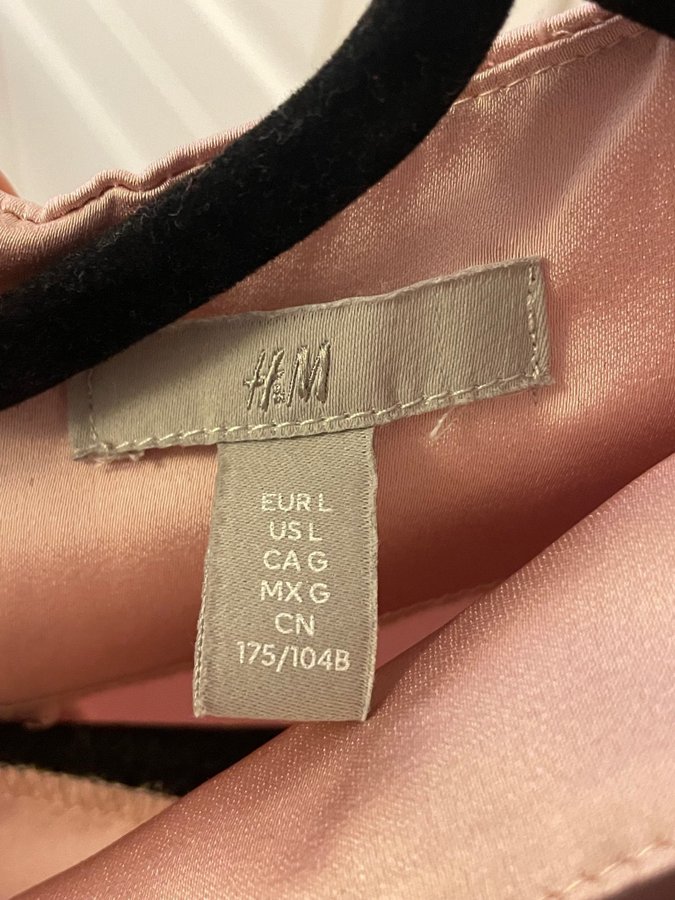 H&M
EUR L
US L
CA G
MX G
CN
175/104B